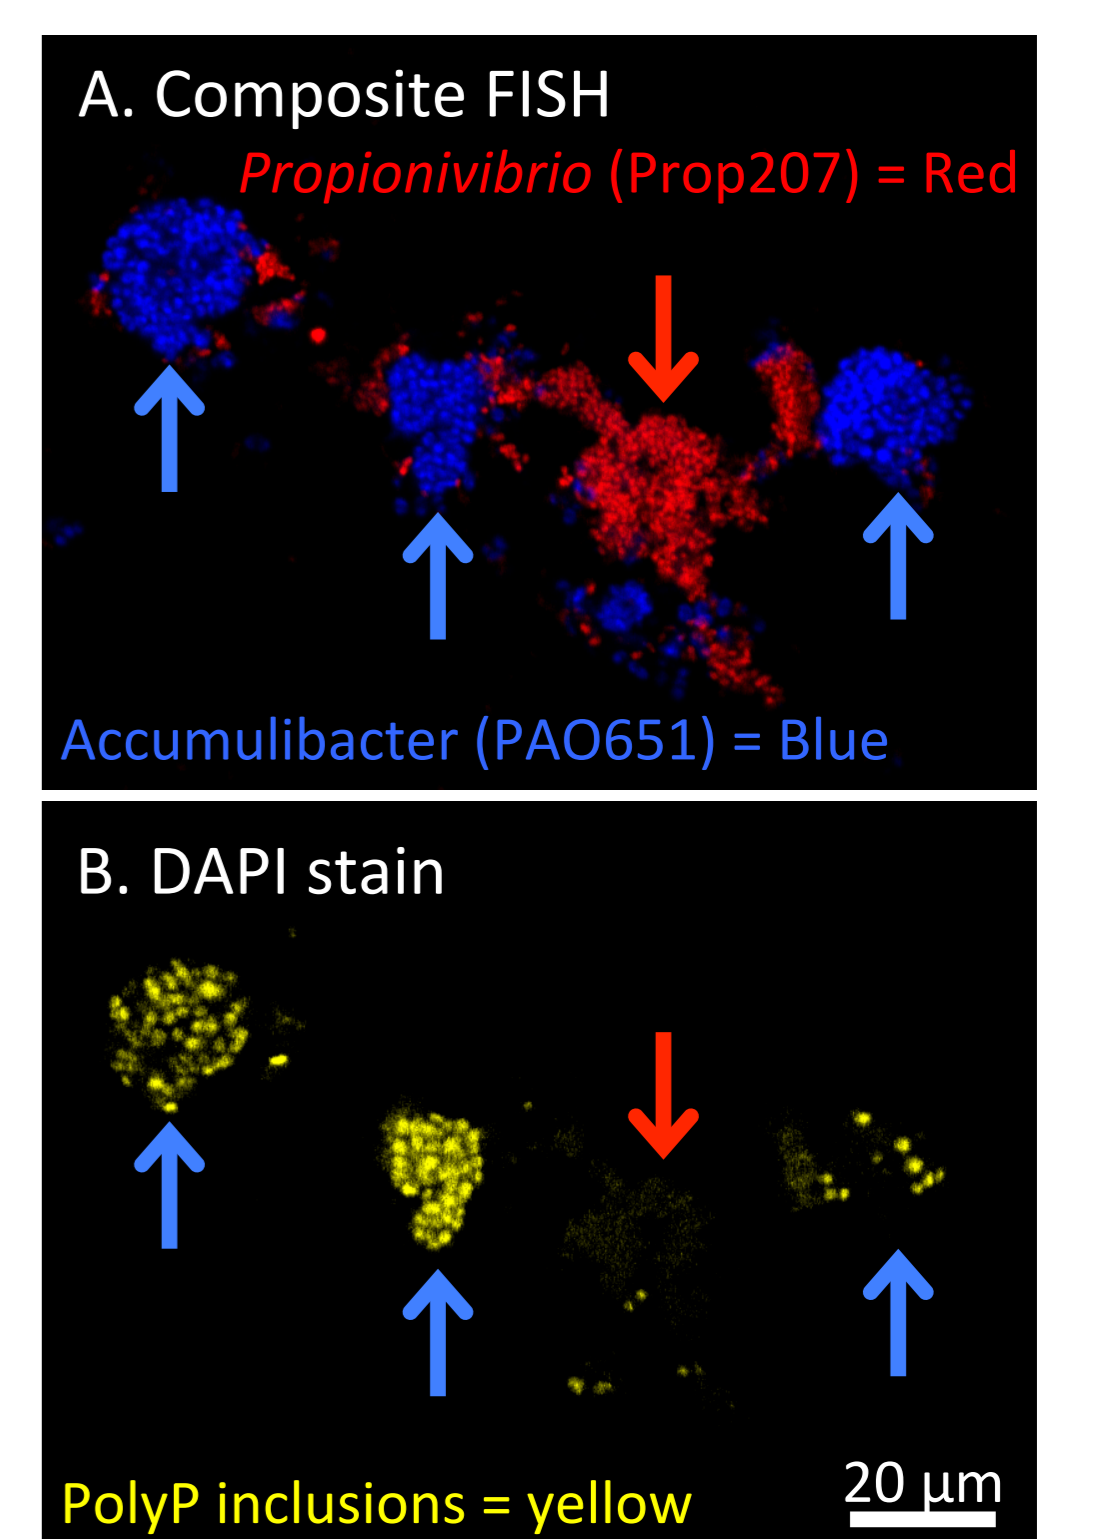 A. Composite FISH
Propionivibrio (Prop207) = Red
Accumulibacter (PAO651) = Blue
B. DAPI stain
20 µm
PolyP inclusions = yellow